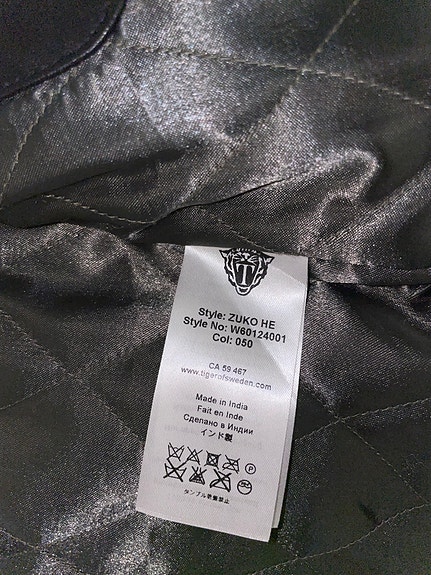 T
Style: ZUKO HE
Style No: W60124001
Col: 050
CA 59 467
www.tigerofsweden.com
Made in India
Fait en Inde
Сделано в Индии
インド製
P
タンブル乾燥禁止